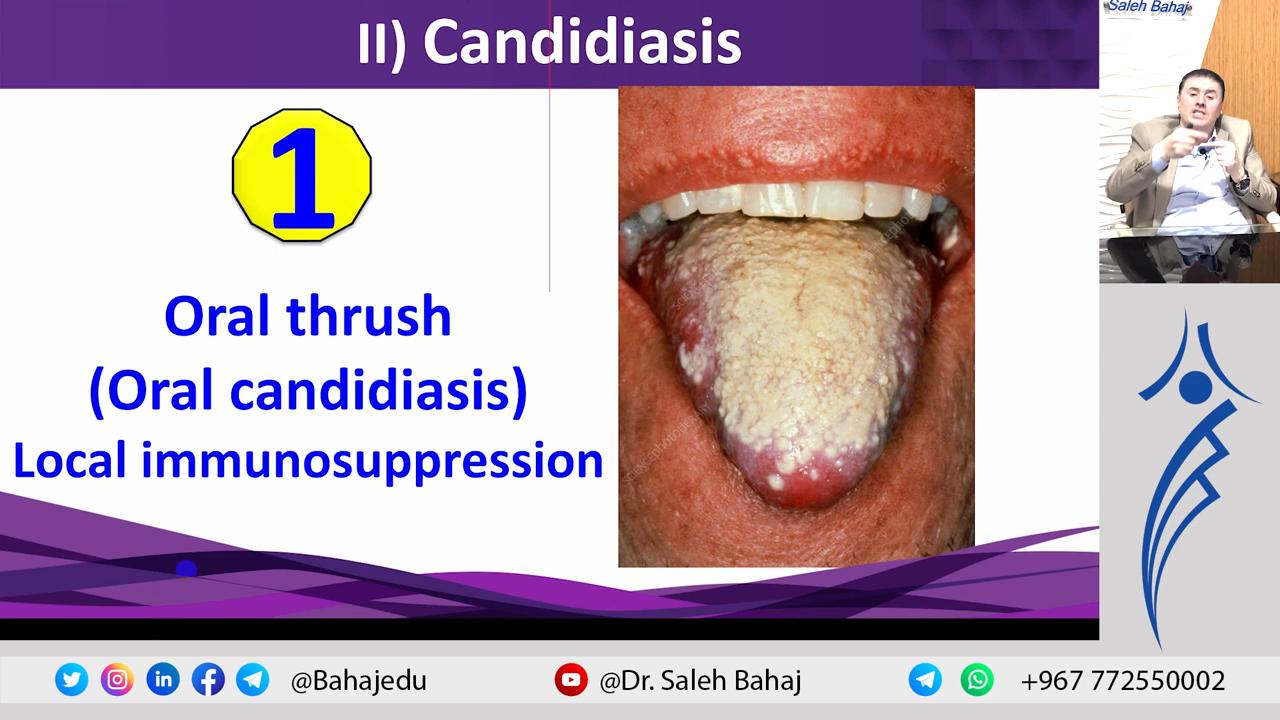 II) Candidiasis
Saleh Bahaj
1
Oral thrush
(Oral candidiasis)
Local immunosuppression
@Bahajedu
@Dr. Saleh Bahaj
+967 772550002